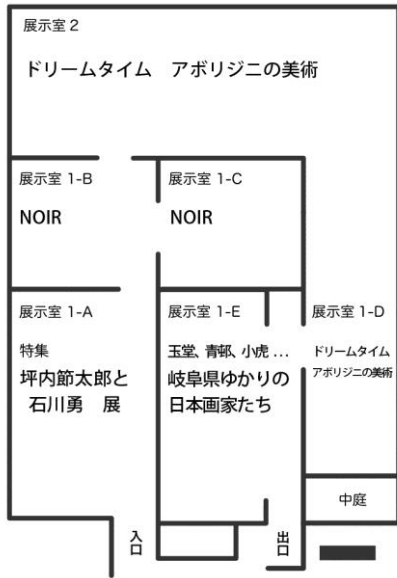 展示室 2
ドリームタイム　アボリジニの美術
展示室 1-B
NOIR
展示室 1-C
NOIR
展示室 1-A
特集
坪内節太郎と
石川勇　展
展示室 1-E
玉堂、青邨、小虎…
岐阜県ゆかりの
日本画家たち
展示室 1-D
ドリームタイム
アボリジニの美術
中庭
入口
出口